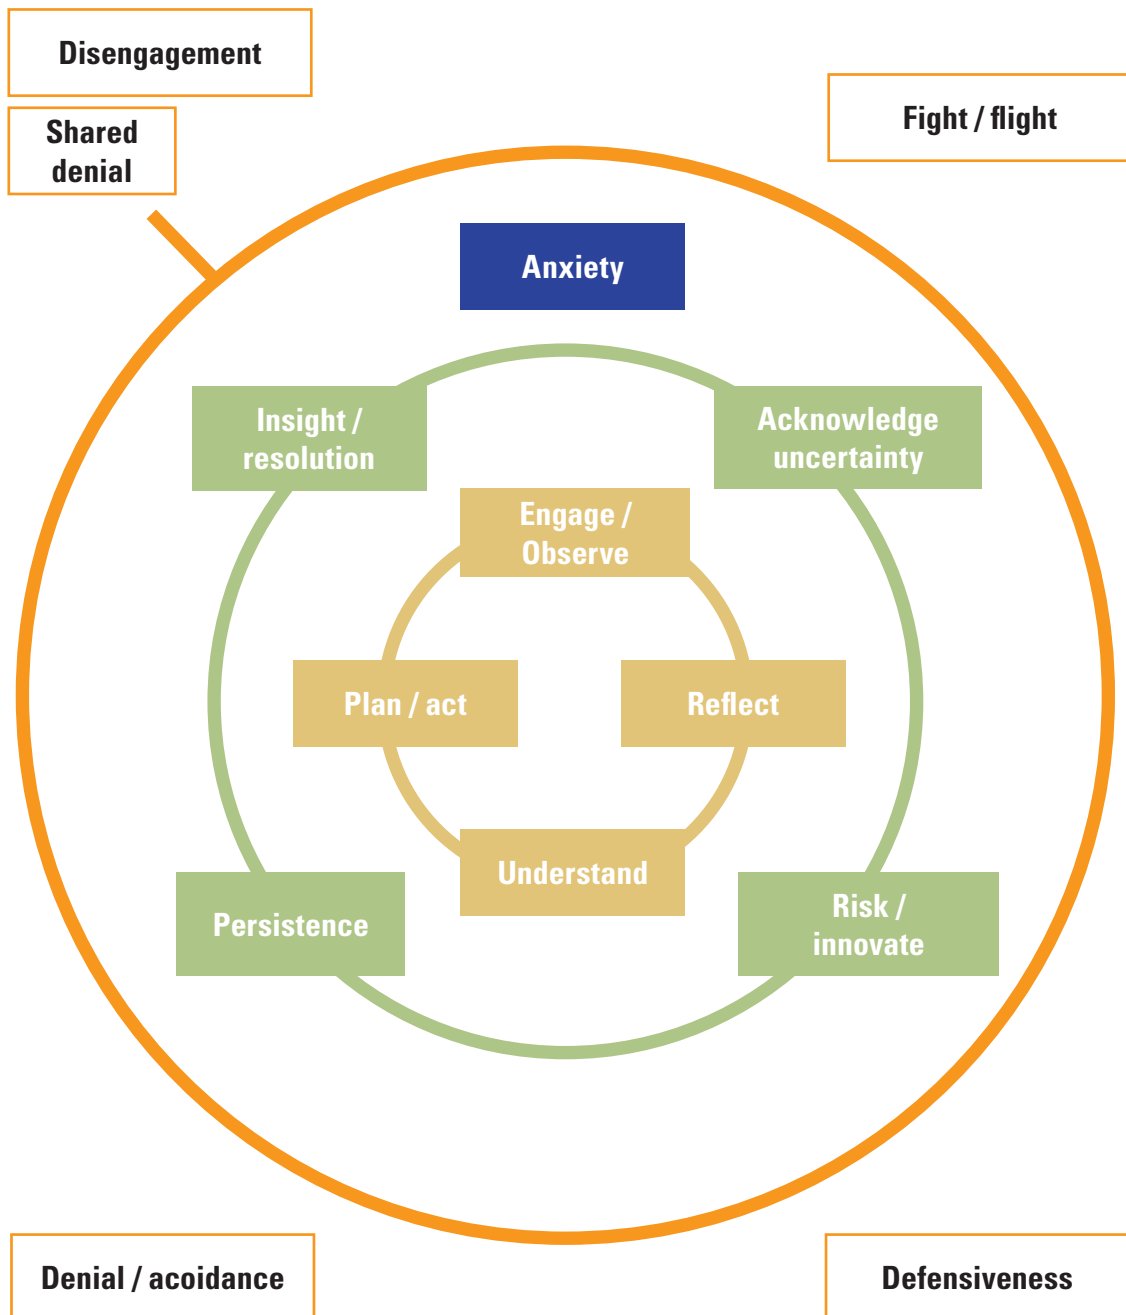 Disengagement
Shared
denial
Fight / flight
Anxiety
Insight /
resolution
Acknowledge
uncertainty
Engage /
Observe
Plan / act
Reflect
Understand
Persistence
Risk /
innovate
Denial / acoidance
Defensiveness